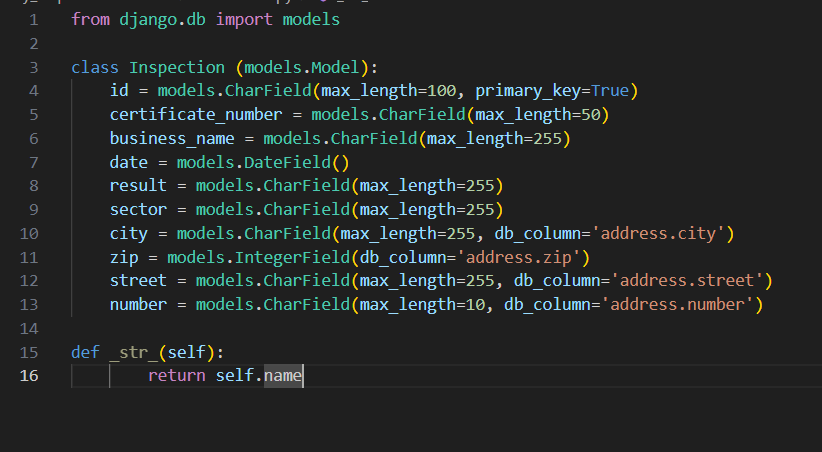 1 from django.db import models
2
3 class Inspection (models.Model):
4 id = models.CharField(max_length=100, primary_key=True)
5 certificate_number = models.CharField(max_length=50)
6 business_name = models.CharField(max_length=255)
7 date = models.DateField()
8 result = models.CharField(max_length=255)
9 sector = models.CharField(max_length=255)
10 city = models.CharField(max_length=255, db_column='address.city')
11 zip = models.IntegerField(db_column='address.zip')
12 street = models.CharField(max_length=255, db_column='address.street')
13 number = models.CharField(max_length=10, db_column='address.number')
14
15 def _str_(self):
16 return self.name